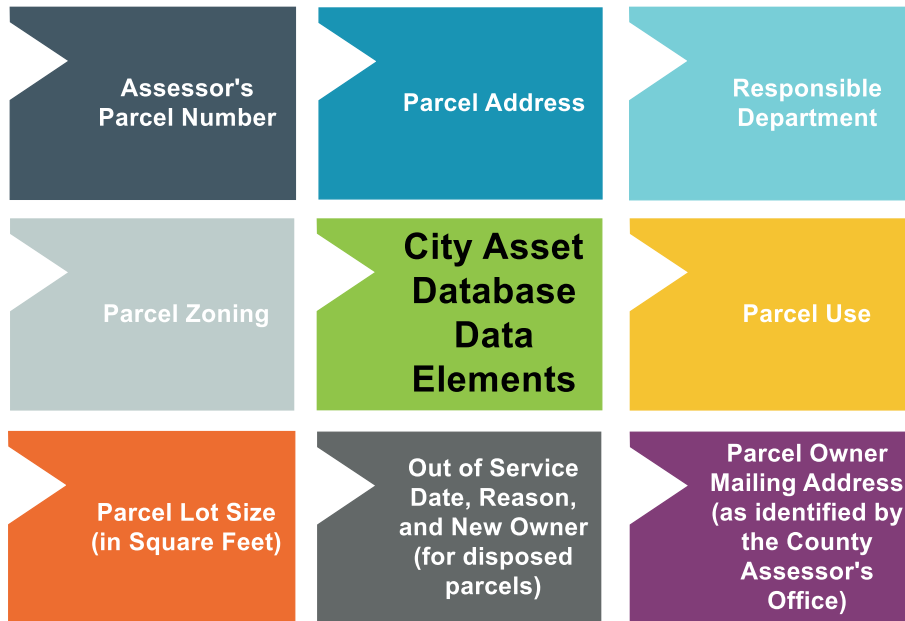 Assessor's
Parcel Number
Parcel Address
Responsible
Department
Parcel Zoning
City Asset
Database
Data
Elements
Parcel Use
Parcel Lot Size
(in Square Feet)
Out of Service
Date, Reason,
and New Owner
(for disposed
parcels)
Parcel Owner
Mailing Address
(as identified by
the County
Assessor's
Office)